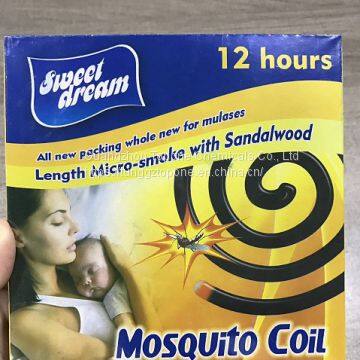 Sweet
dream
12 hours
All new packing whole new for mulases
Length Micro-smoke with Sandalwood
Mosquito Coil